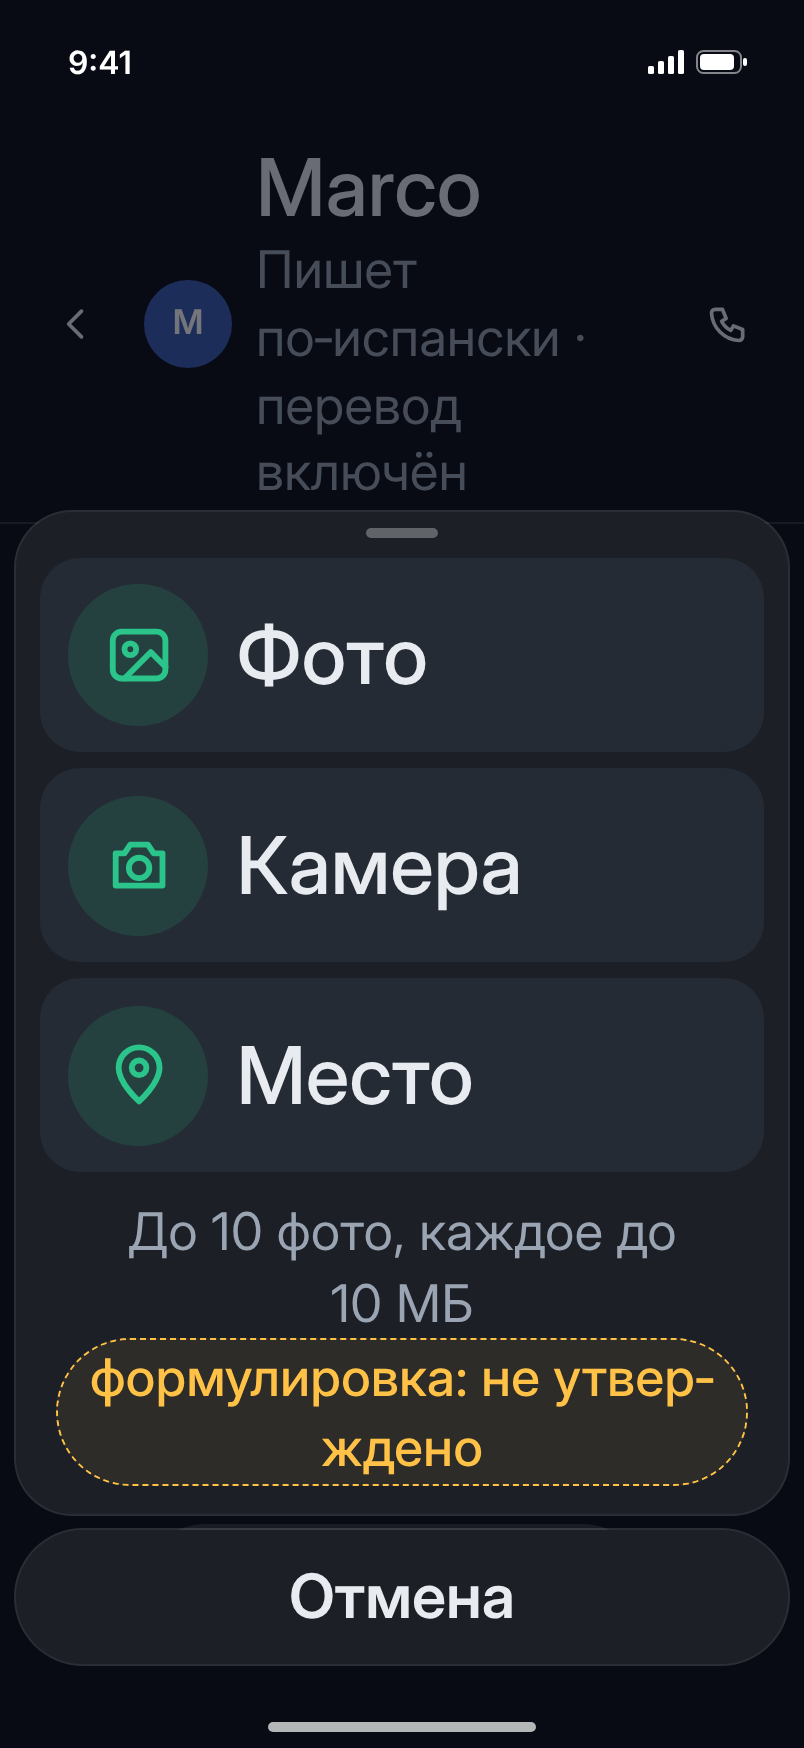 9:41
Marco
Пишет
по-испански ·
перевод
включён
M
Фото
Камера
Место
До 10 фото, каждое до
10 МБ
формулировка: не утвер-
ждено
Отмена